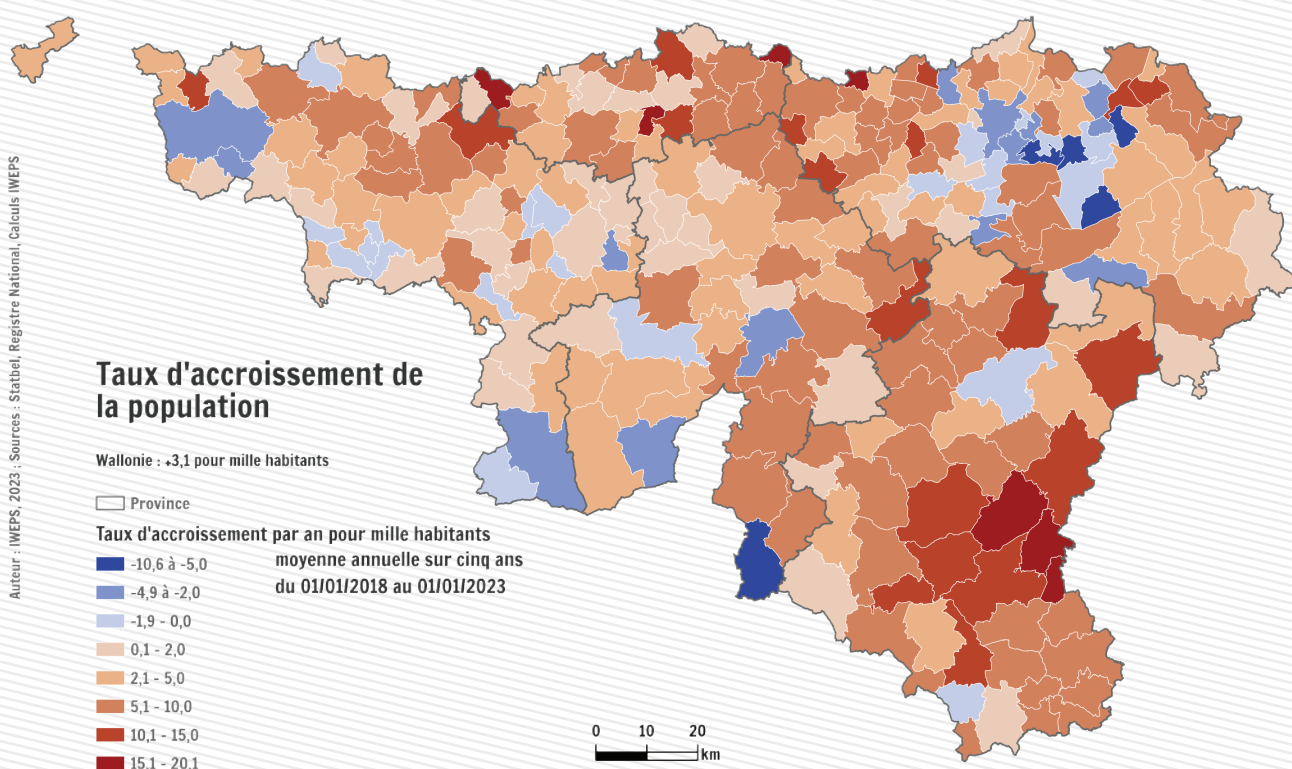 Auteur : IWEPS, 2023 ; Sources : Statbel, Registre National, Calculs IWEPS
Taux d'accroissement de
la population
Wallonie : +3,1 pour mille habitants
Province
Taux d'accroissement par an pour mille habitants
moyenne annuelle sur cinq ans
du 01/01/2018 au 01/01/2023
-10,6 à -5,0
-4,9 à -2,0
-1,9 - 0,0
0,1 - 2,0
2,1 - 5,0
5,1 - 10,0
10,1 - 15,0
15,1 - 20,1
0 10 20
km